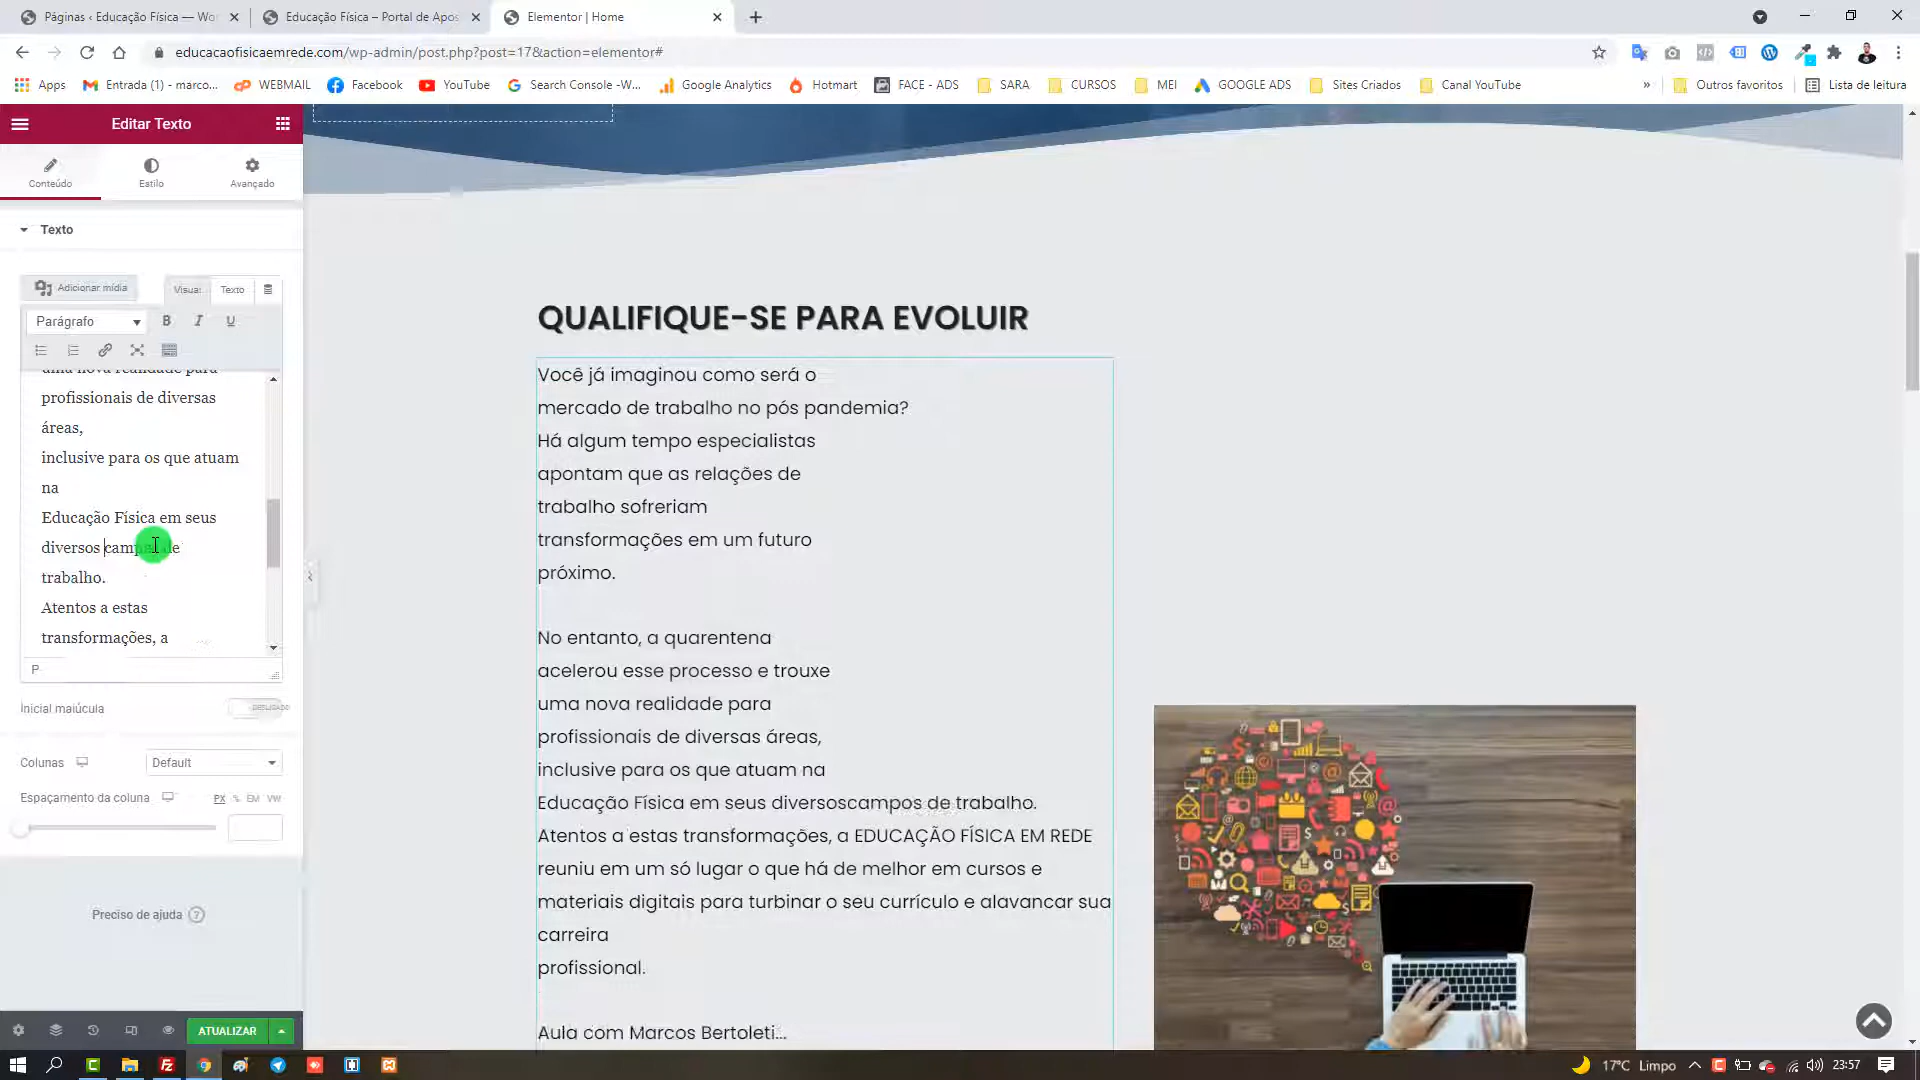 Páginas ‹ Educação Física — Wo
Educação Física – Portal de Apos
Elementor | Home
educacaofisicaemrede.com/wp-admin/post.php?post=17&action=elementor#
Apps
Entrada (1) - marco...
WEBMAIL
Facebook
YouTube
Search Console -W...
Google Analytics
Hotmart
FACE - ADS
SARA
CURSOS
MEI
GOOGLE ADS
Sites Criados
Canal YouTube
»
Outros favoritos
Lista de leitura
Editar Texto
Conteúdo
Estilo
Avançado
Texto
Adicionar mídia
Visual
Texto
Parágrafo
B
I
U
uma nova realidade para
profissionais de diversas
áreas,
inclusive para os que atuam
na
Educação Física em seus
diversos campos de
trabalho.
Atentos a estas
transformações, a
P
Inicial maiúcula
DESLIGADO
Colunas
Default
Espaçamento da coluna
PX
%
EM
VW
Preciso de ajuda
ATUALIZAR
QUALIFIQUE-SE PARA EVOLUIR
Você já imaginou como será o
mercado de trabalho no pós pandemia?
Há algum tempo especialistas
apontam que as relações de
trabalho sofreriam
transformações em um futuro
próximo.
No entanto, a quarentena
acelerou esse processo e trouxe
uma nova realidade para
profissionais de diversas áreas,
inclusive para os que atuam na
Educação Física em seus diversoscampos de trabalho.
Atentos a estas transformações, a EDUCAÇÃO FÍSICA EM REDE
reuniu em um só lugar o que há de melhor em cursos e
materiais digitais para turbinar o seu currículo e alavancar sua
carreira
profissional.
Aula com Marcos Bertoleti...
17°C Limpo
23:57